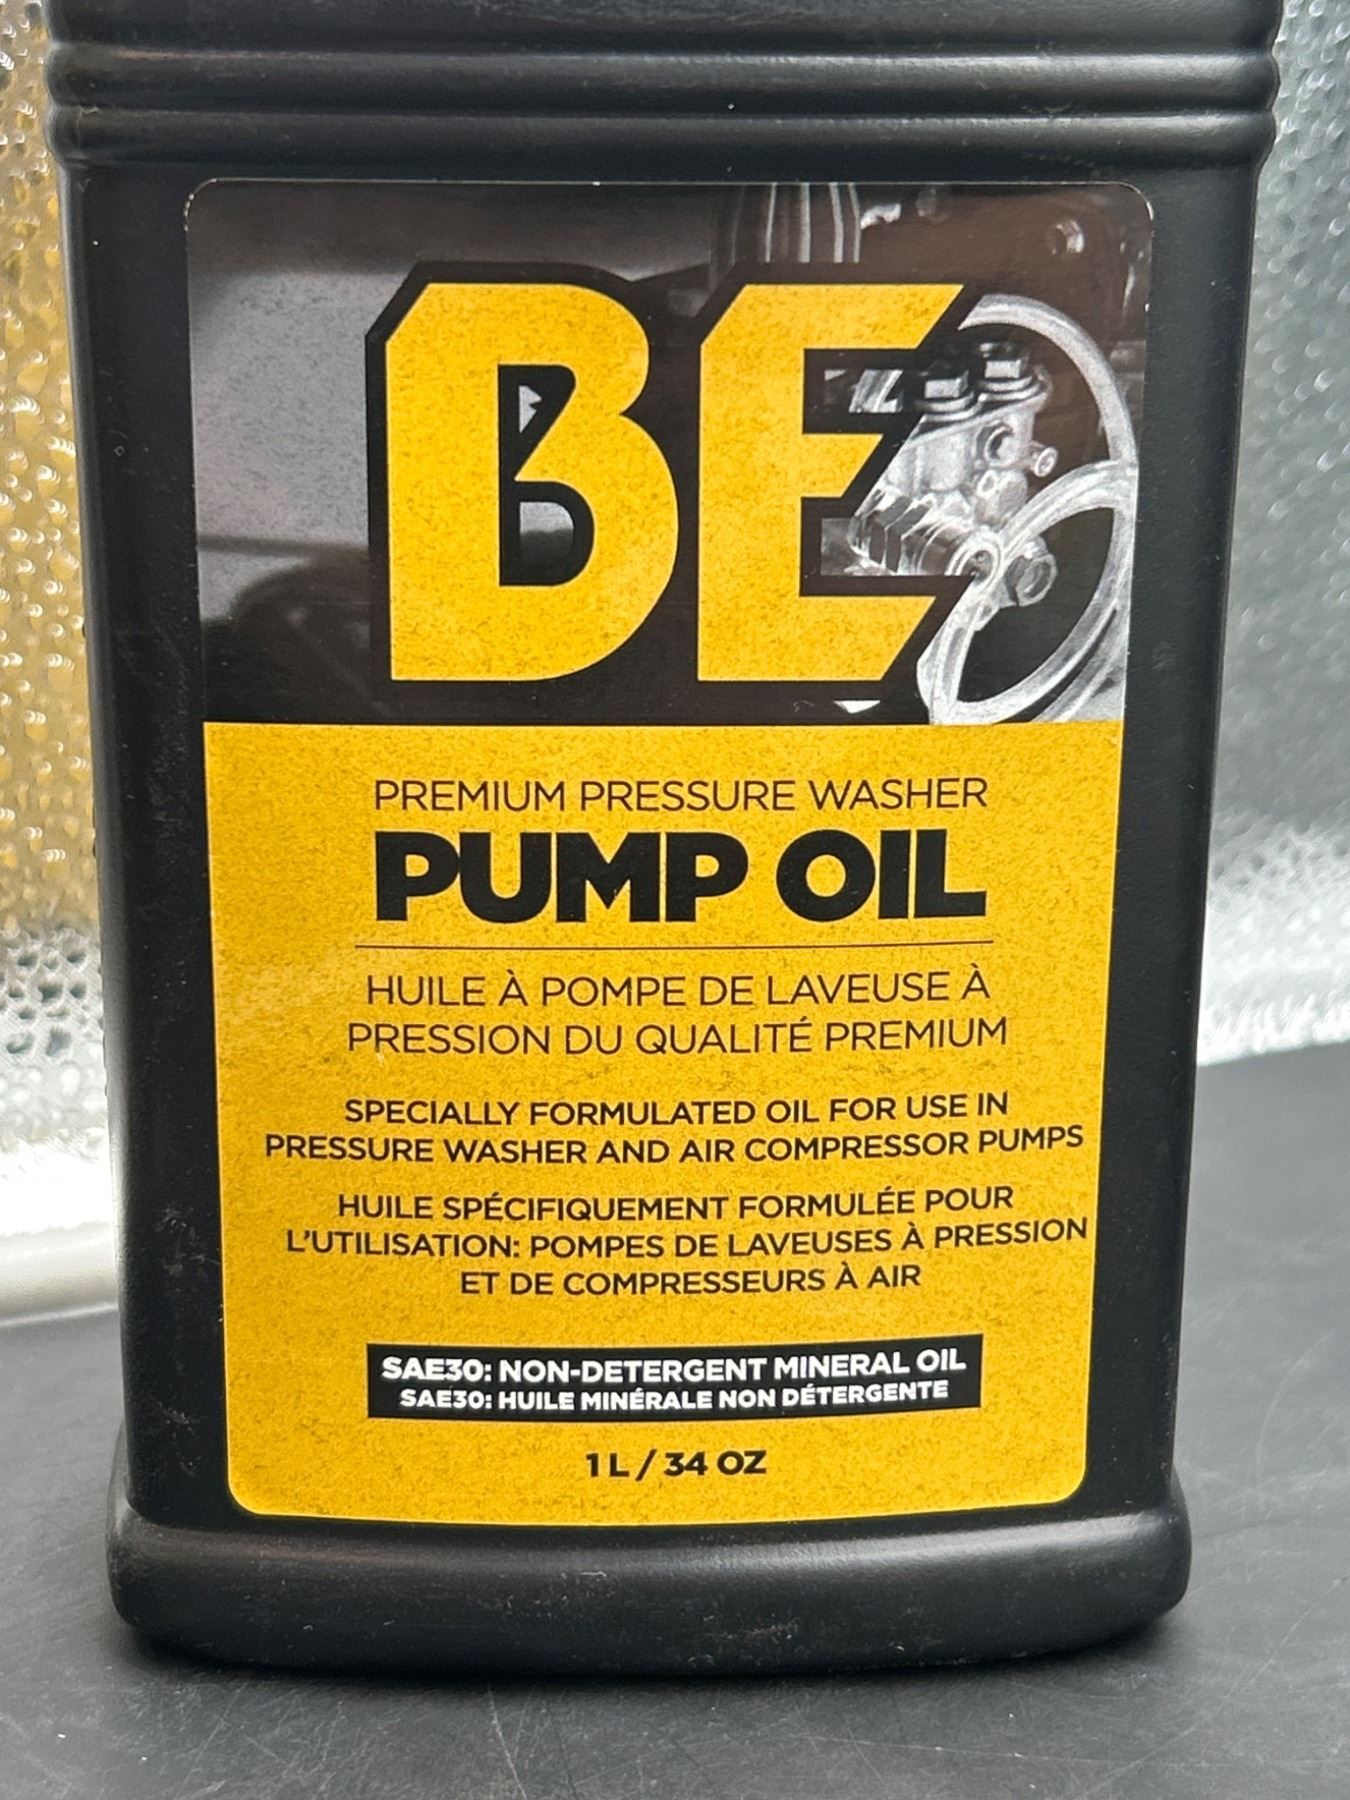 BE
PREMIUM PRESSURE WASHER
PUMP OIL
HUILE À POMPE DE LAVEUSE À
PRESSION DU QUALITÉ PREMIUM
SPECIALLY FORMULATED OIL FOR USE IN
PRESSURE WASHER AND AIR COMPRESSOR PUMPS
HUILE SPÉCIFIQUEMENT FORMULÉE POUR
L'UTILISATION: POMPES DE LAVEUSES À PRESSION
ET DE COMPRESSEURS À AIR
SAE30: NON-DETERGENT MINERAL OIL
SAE30: HUILE MINÉRALE NON DÉTERGENTE
1 L / 34 OZ